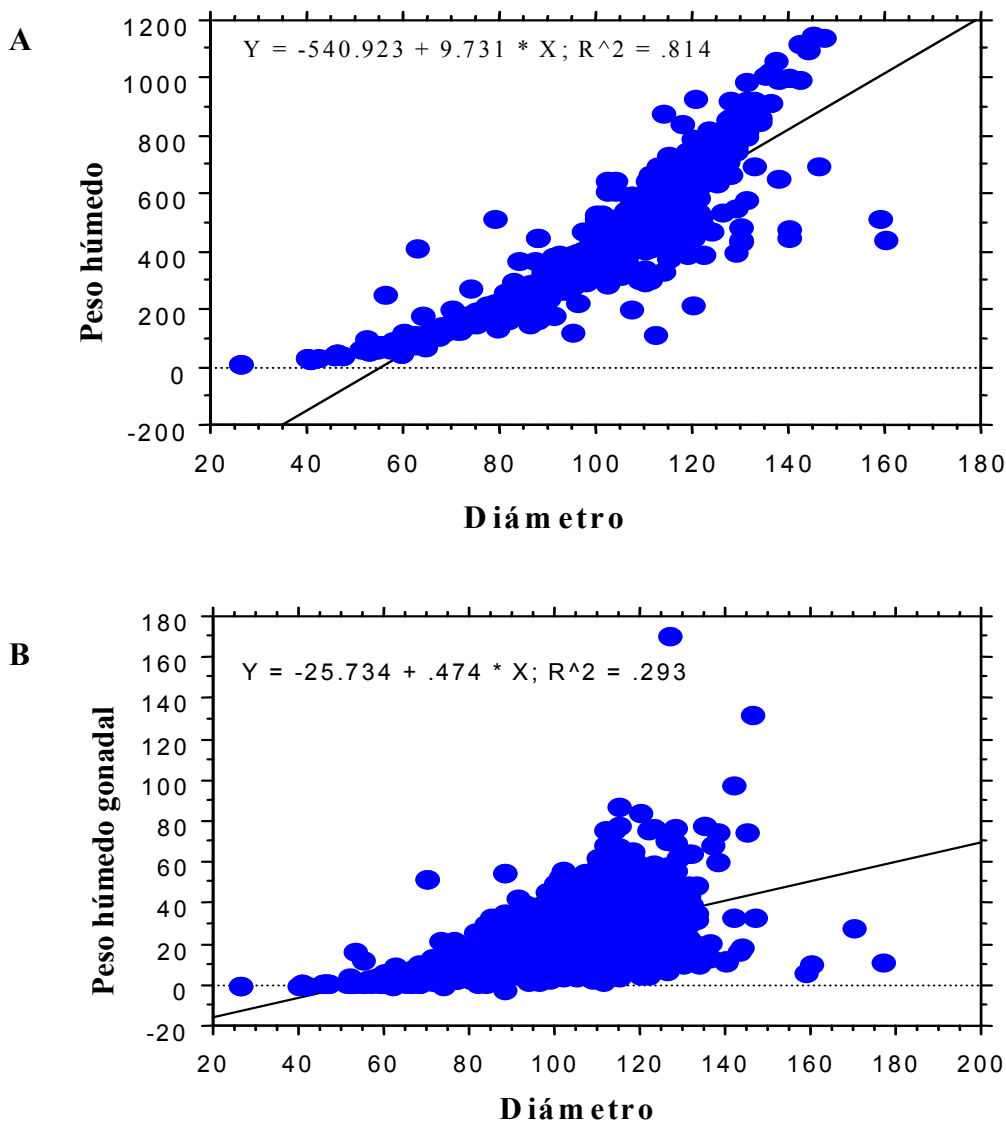 A
Y = -540.923 + 9.731 * X; R^2 = .814
Peso húmedo
1200
1000
800
600
400
200
0
-200
20 40 60 80 100 120 140 160 180
Diámetro
B
Y = -25.734 + .474 * X; R^2 = .293
Peso húmedo gonadal
180
160
140
120
100
80
60
40
20
0
-20
20 40 60 80 100 120 140 160 180 200
Diámetro